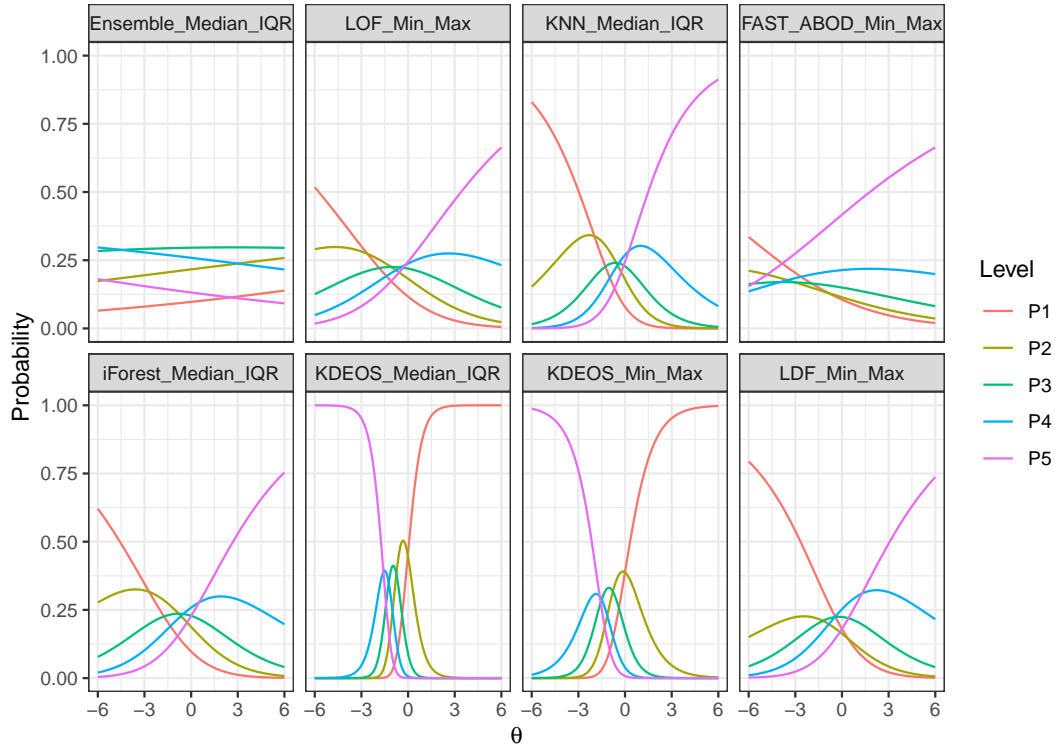 Ensemble_Median_IQR LOF_Min_Max KNN_Median_IQR FAST_ABOD_Min_Max
1.00
0.75
0.50
0.25
0.00
iForest_Median_IQR KDEOS_Median_IQR KDEOS_Min_Max LDF_Min_Max
1.00
0.75
0.50
0.25
0.00
−6 −3 0 3 6 −6 −3 0 3 6 −6 −3 0 3 6 −6 −3 0 3 6
θ
Probability
Level
P1
P2
P3
P4
P5